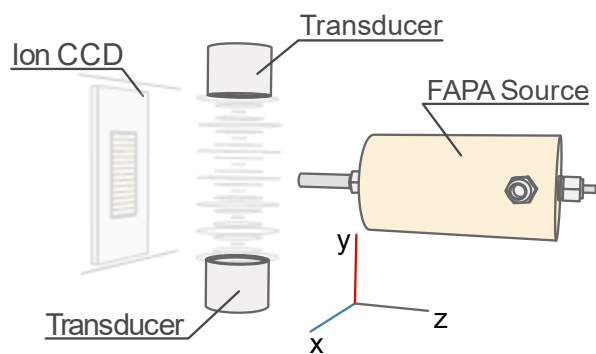 Transducer
Ion CCD
FAPA Source
y
z
x
Transducer